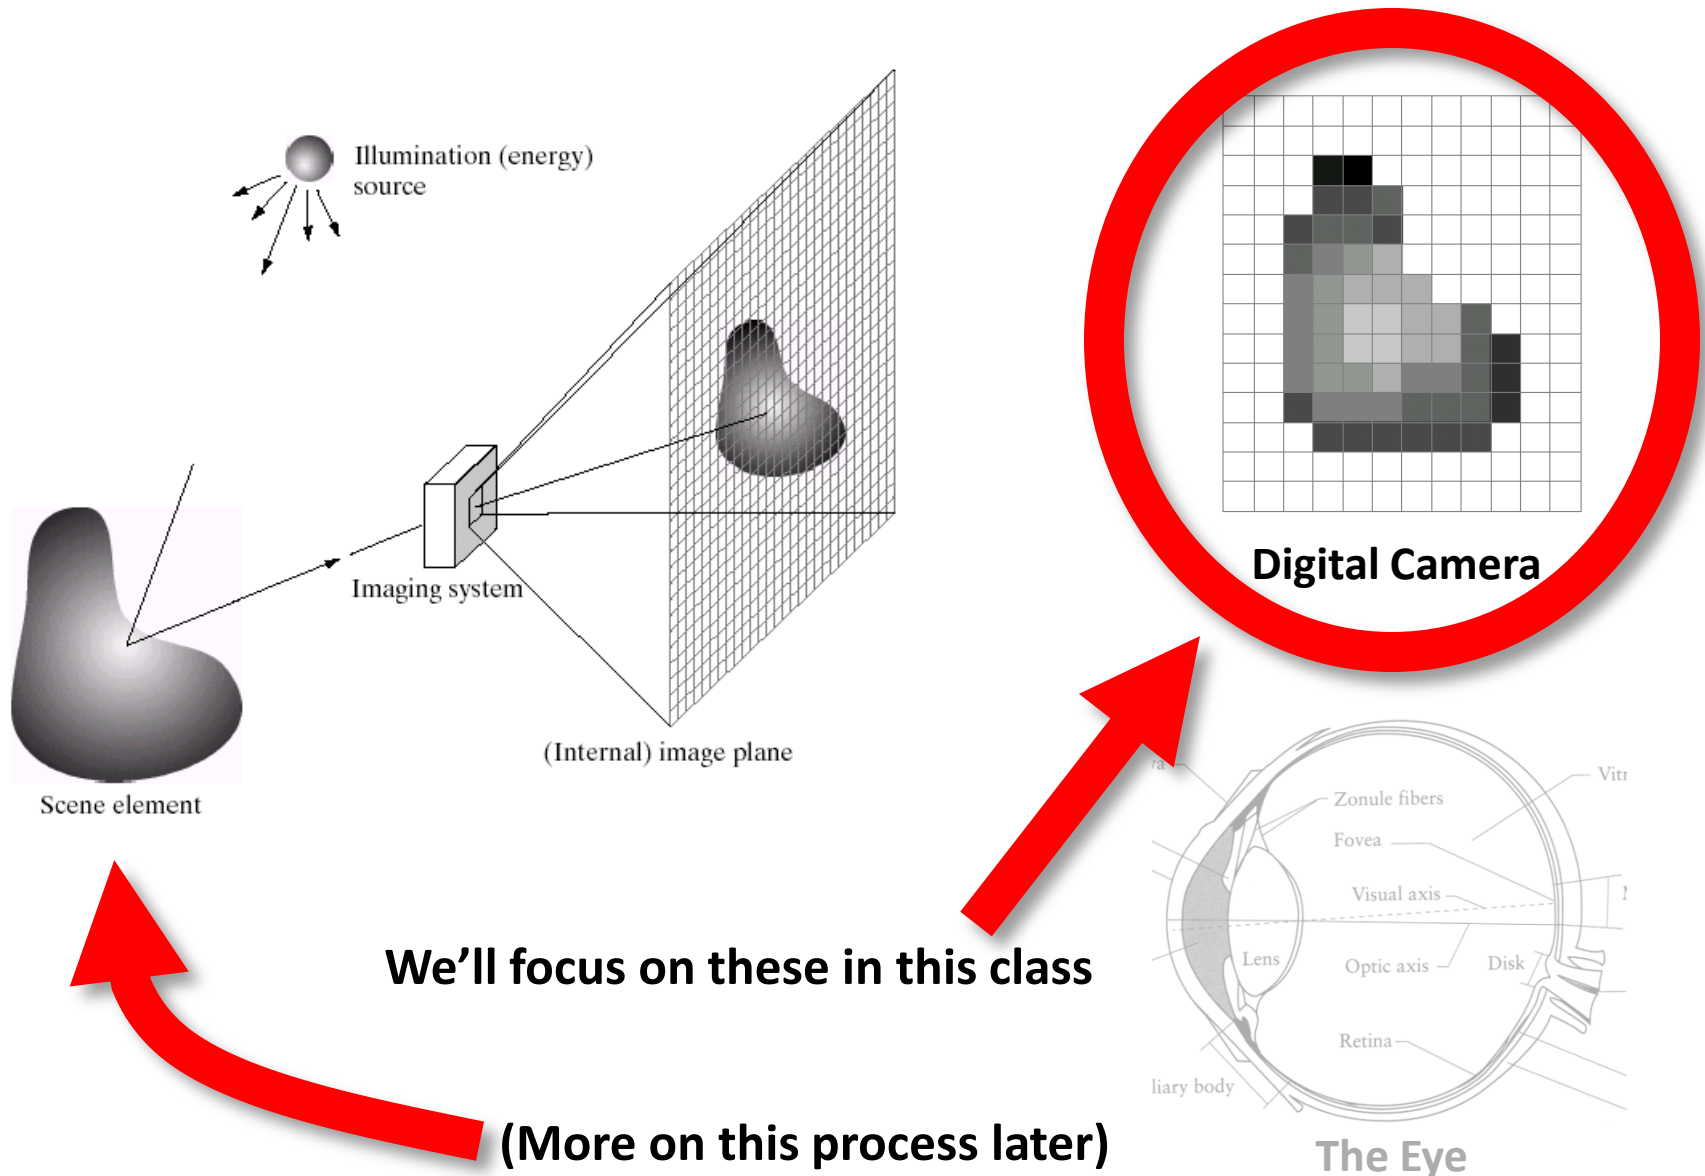 Illumination (energy)
source
Imaging system
(Internal) image plane
Scene element
Digital Camera
We’ll focus on these in this class
(More on this process later)
Zonule fibers
Fovea
Visual axis
Lens
Optic axis
Disk
Retina
liary body
The Eye